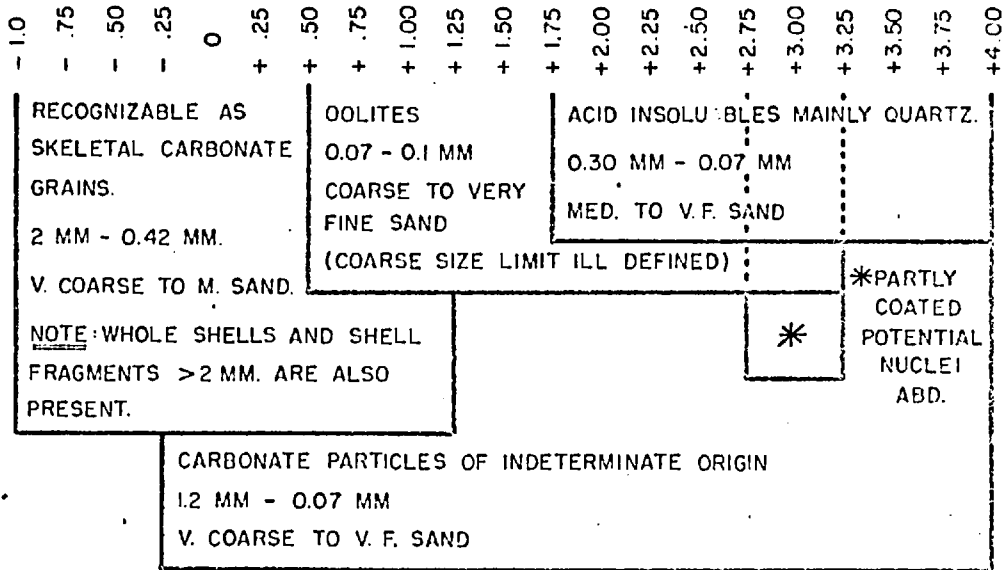 -1.0
-.75
-.50
-.25
0
+.25
+.50
+.75
+1.00
+1.25
+1.50
+1.75
+2.00
+2.25
+2.50
+2.75
+3.00
+3.25
+3.50
+3.75
+4.00
RECOGNIZABLE AS
SKELETAL CARBONATE
GRAINS.
2 MM - 0.42 MM.
V. COARSE TO M. SAND.
NOTE: WHOLE SHELLS AND SHELL
FRAGMENTS >2 MM. ARE ALSO
PRESENT.
OOLITES
0.07 - 0.1 MM
COARSE TO VERY
FINE SAND
(COARSE SIZE LIMIT ILL DEFINED)
ACID INSOLUBLES MAINLY QUARTZ.
0.30 MM - 0.07 MM
MED. TO V.F. SAND
*
*PARTLY
COATED
POTENTIAL
NUCLEI
ABD.
CARBONATE PARTICLES OF INDETERMINATE ORIGIN
1.2 MM - 0.07 MM
V. COARSE TO V. F. SAND